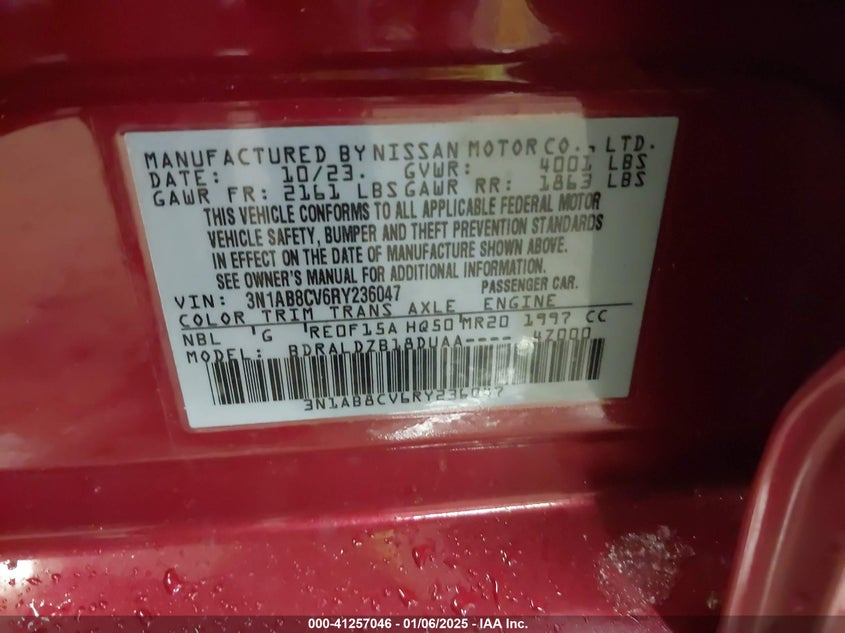 MANUFACTURED BY NISSAN MOTOR CO., LTD.
DATE: 10/23. GVWR: 4001 LBS
GAWR FR: 2161 LBS GAWR RR: 1863 LBS
THIS VEHICLE CONFORMS TO ALL APPLICABLE FEDERAL MOTOR
VEHICLE SAFETY, BUMPER AND THEFT PREVENTION STANDARDS
IN EFFECT ON THE DATE OF MANUFACTURE SHOWN ABOVE.
SEE OWNER'S MANUAL FOR ADDITIONAL INFORMATION.
VIN: 3N1AB8CV6RY236047 PASSENGER CAR.
COLOR TRIM TRANS AXLE ENGINE
NBL G RE0F15A HQ50 MR20 1997 CC
MODEL: BDRALDZB18DUAA---- 4Z000
3N1AB8CV6RY236047
000-41257046 - 01/06/2025 - IAA Inc.